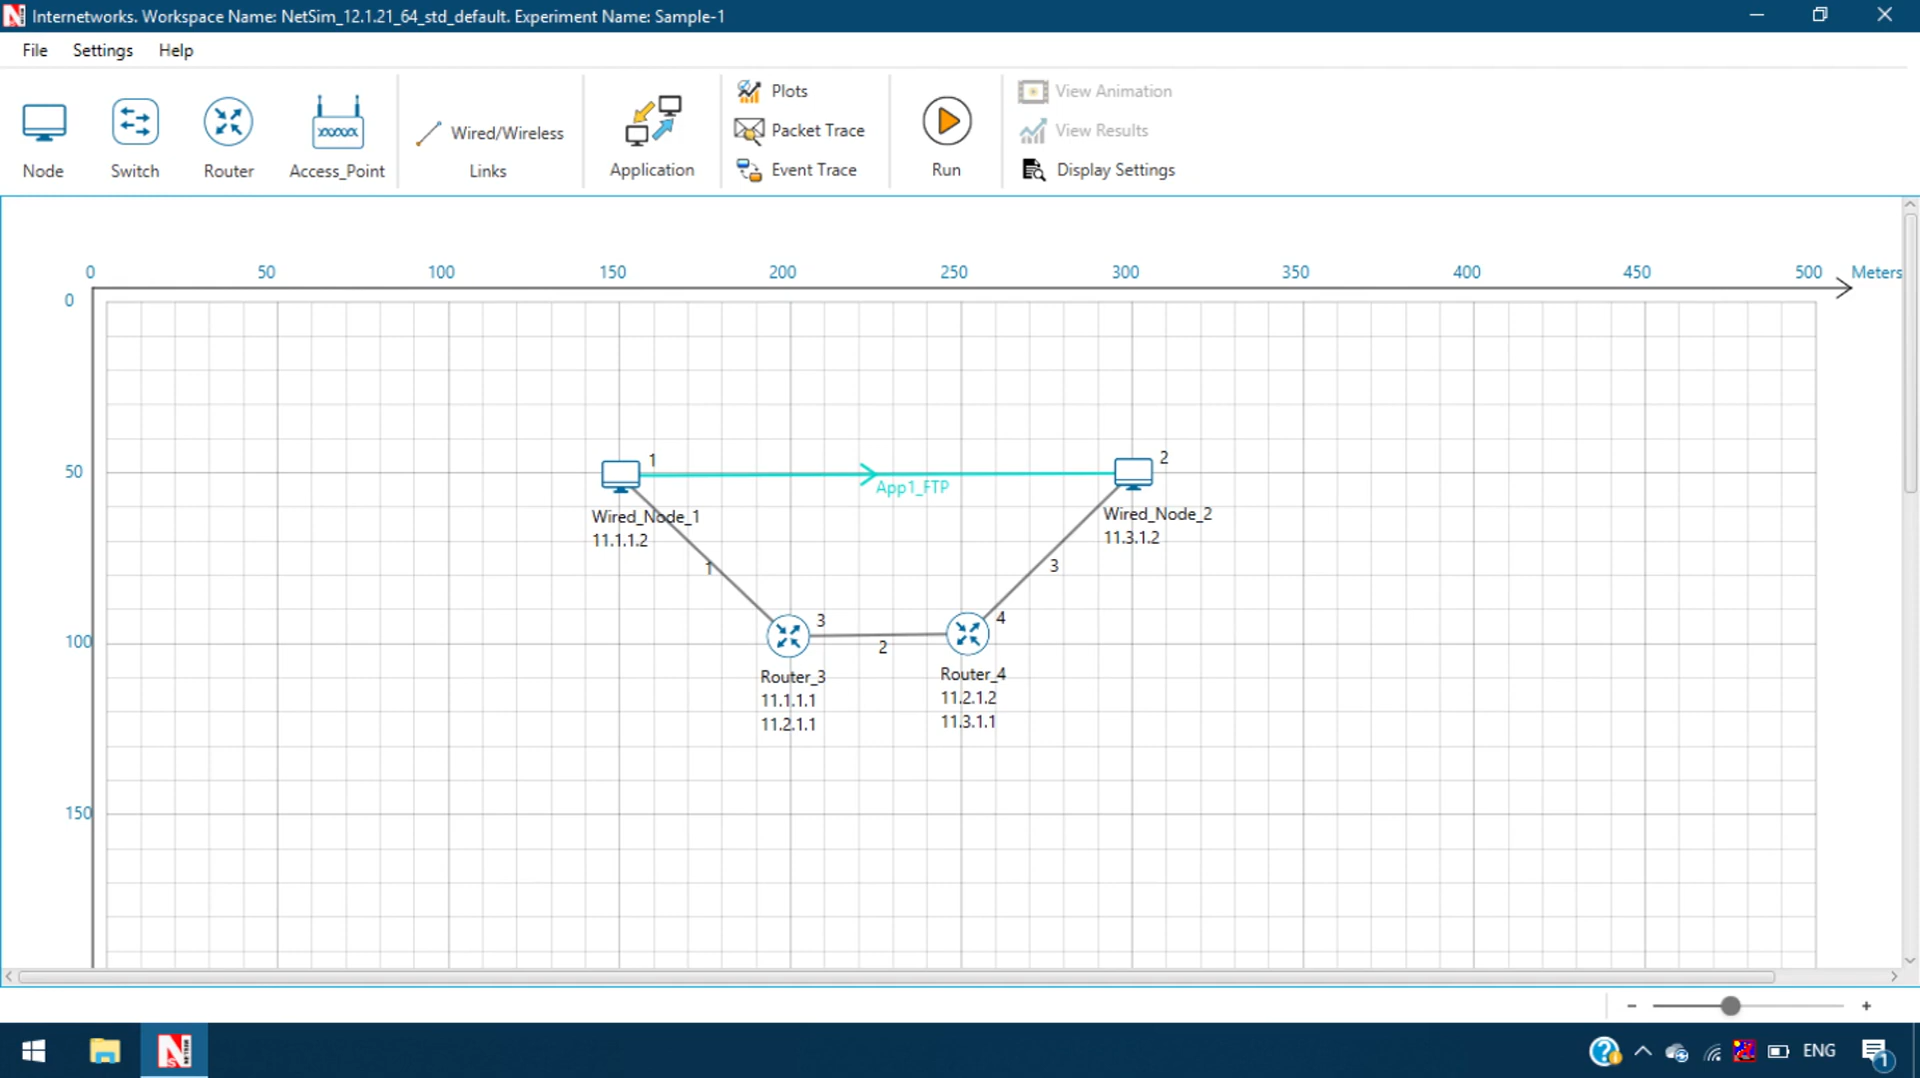 Internetworks. Workspace Name: NetSim_12.1.21_64_std_default. Experiment Name: Sample-1
File Settings Help
Node
Switch
Router
Access_Point
Wired/Wireless
Links
Application
Plots
Packet Trace
Event Trace
Run
View Animation
View Results
Display Settings
0 50 100 150 200 250 300 350 400 450 500 Meters
0
50
100
150
1
App1_FTP
2
Wired_Node_1
11.1.1.2
Wired_Node_2
11.3.1.2
1
3
3
2
4
Router_3
11.1.1.1
11.2.1.1
Router_4
11.2.1.2
11.3.1.1
ENG
1